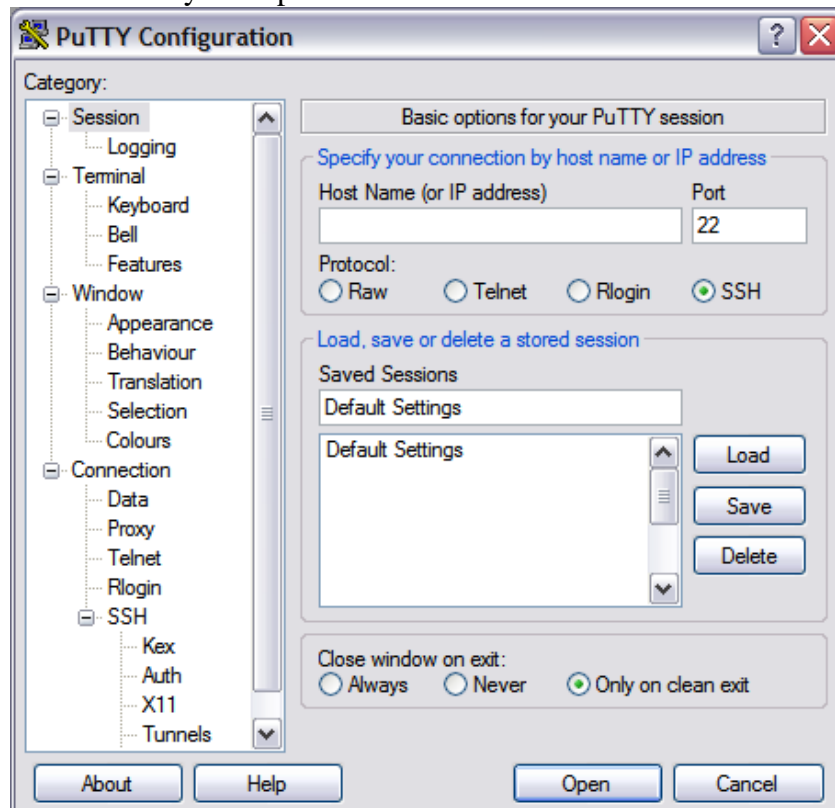 PuTTY Configuration
Category:
Session
Logging
Terminal
Keyboard
Bell
Features
Window
Appearance
Behaviour
Translation
Selection
Colours
Connection
Data
Proxy
Telnet
Rlogin
SSH
Kex
Auth
X11
Tunnels
Basic options for your PuTTY session
Specify your connection by host name or IP address
Host Name (or IP address) Port
22
Protocol:
Raw Telnet Rlogin SSH
Load, save or delete a stored session
Saved Sessions
Default Settings
Default Settings
Load
Save
Delete
Close window on exit:
Always Never Only on clean exit
About Help Open Cancel